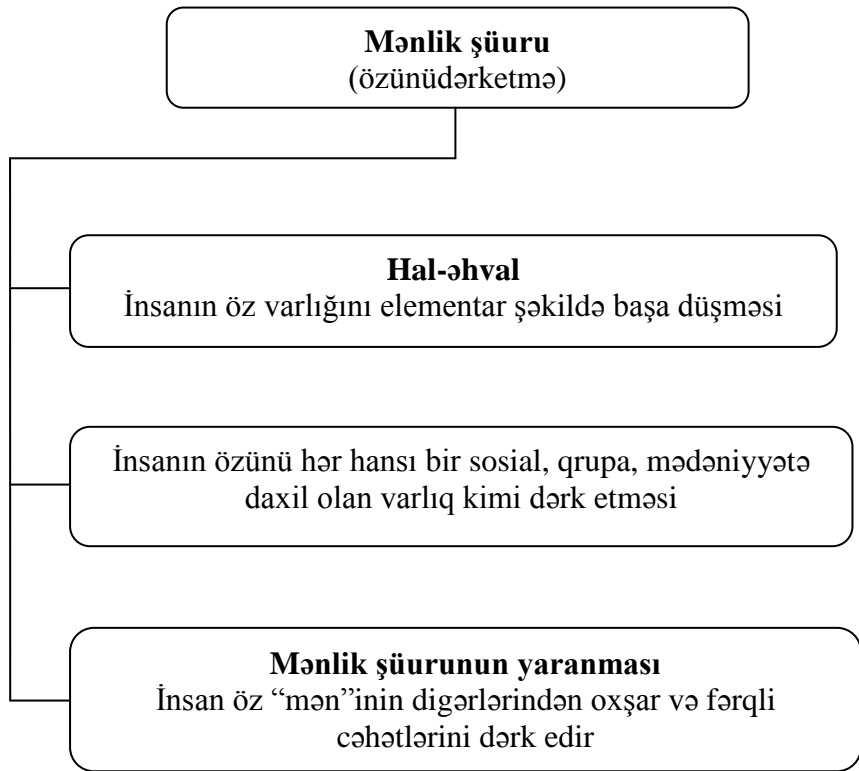 Mənlik şüuru
(özünüdərketmə)
Hal-əhval
İnsanın öz varlığını elementar şəkildə başa düşməsi
İnsanın özünü hər hansı bir sosial, qrupa, mədəniyyətə
daxil olan varlıq kimi dərk etməsi
Mənlik şüurunun yaranması
İnsan öz “mən”inin digərlərindən oxşar və fərqli
cəhətlərini dərk edir